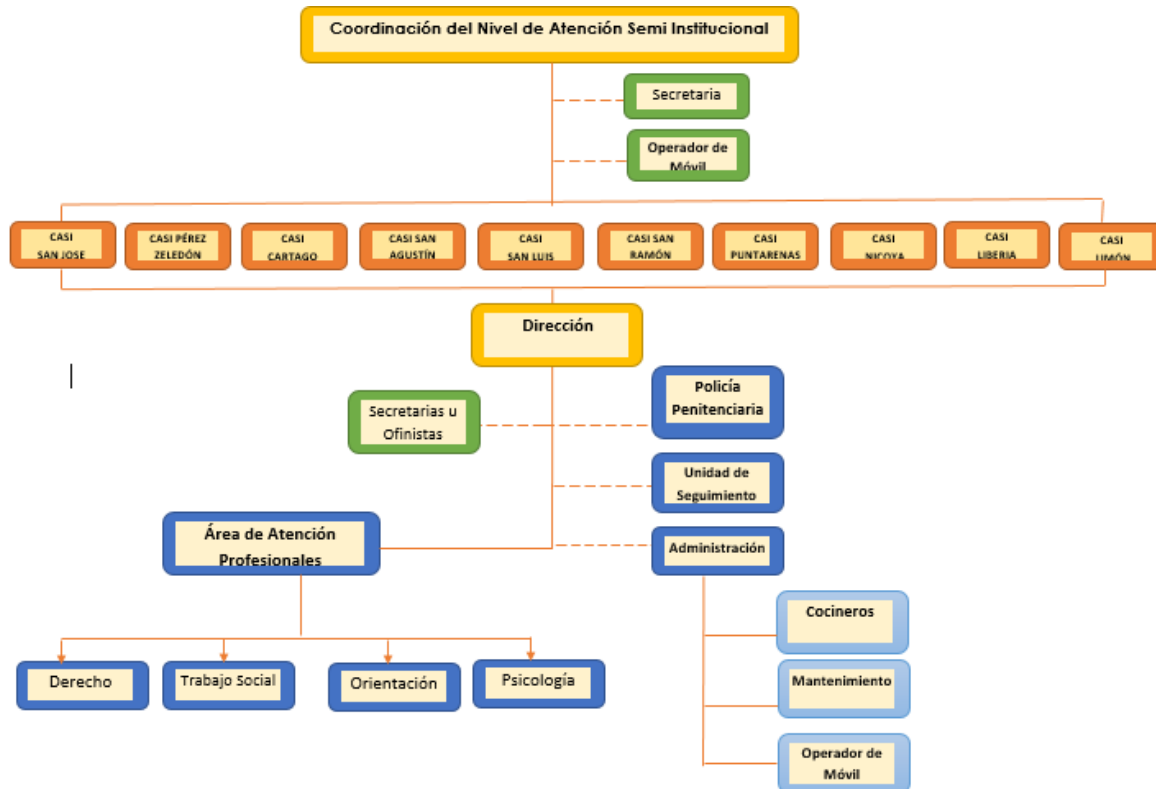 Coordinación del Nivel de Atención Semi Institucional
Secretaria
Operador de
Móvil
CASI
SAN JOSE
CASI PÉREZ
ZELEDÓN
CASI
CARTAGO
CASI SAN
AGUSTÍN
CASI
SAN LUIS
CASI SAN
RAMÓN
CASI
PUNTARENAS
CASI
NICOYA
CASI
LIBERIA
CASI
LIMÓN
Dirección
Secretarias u
Ofinistas
Policía
Penitenciaria
Unidad de
Seguimiento
Área de Atención
Profesionales
Administración
Cocineros
Derecho
Trabajo Social
Orientación
Psicología
Mantenimiento
Operador de
Móvil